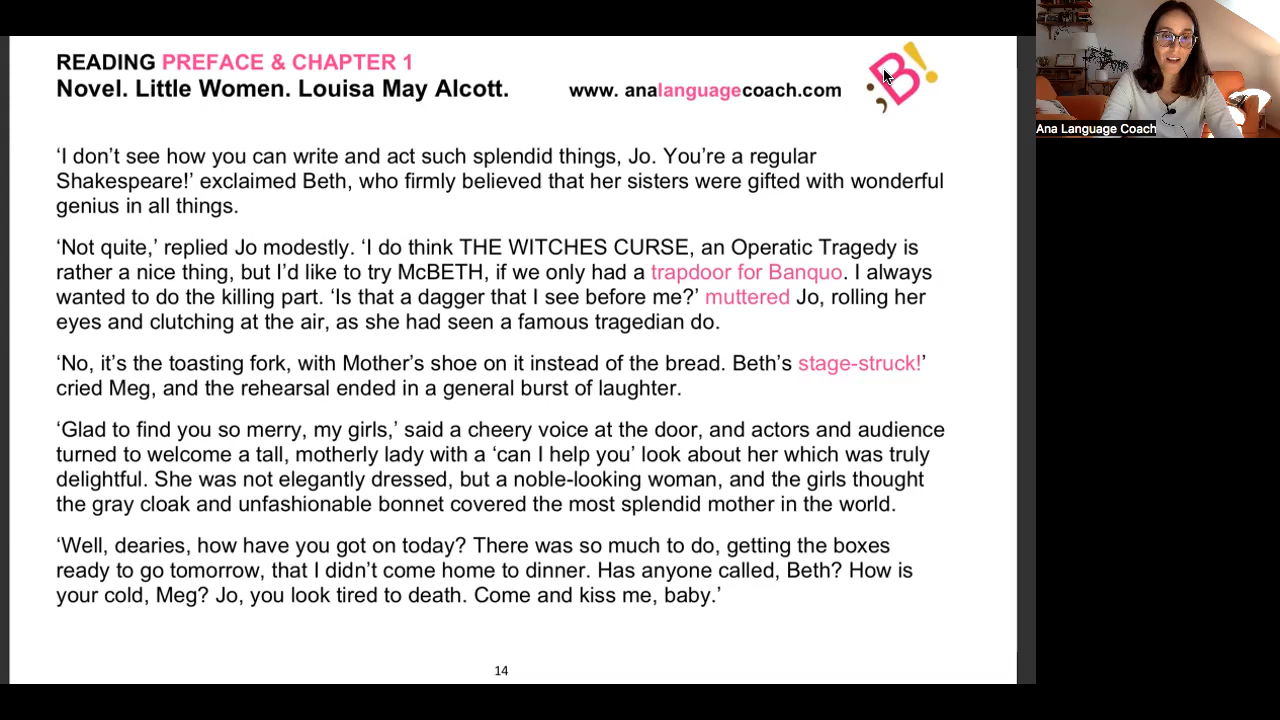 READING PREFACE & CHAPTER 1
Novel. Little Women. Louisa May Alcott.
www. analanguagecoach.com
B!
Ana Language Coach
‘I don’t see how you can write and act such splendid things, Jo. You’re a regular
Shakespeare!’ exclaimed Beth, who firmly believed that her sisters were gifted with wonderful
genius in all things.
‘Not quite,’ replied Jo modestly. ‘I do think THE WITCHES CURSE, an Operatic Tragedy is
rather a nice thing, but I’d like to try McBETH, if we only had a trapdoor for Banquo. I always
wanted to do the killing part. ‘Is that a dagger that I see before me?’ muttered Jo, rolling her
eyes and clutching at the air, as she had seen a famous tragedian do.
‘No, it’s the toasting fork, with Mother’s shoe on it instead of the bread. Beth’s stage-struck!’
cried Meg, and the rehearsal ended in a general burst of laughter.
‘Glad to find you so merry, my girls,’ said a cheery voice at the door, and actors and audience
turned to welcome a tall, motherly lady with a ‘can I help you’ look about her which was truly
delightful. She was not elegantly dressed, but a noble-looking woman, and the girls thought
the gray cloak and unfashionable bonnet covered the most splendid mother in the world.
‘Well, dearies, how have you got on today? There was so much to do, getting the boxes
ready to go tomorrow, that I didn’t come home to dinner. Has anyone called, Beth? How is
your cold, Meg? Jo, you look tired to death. Come and kiss me, baby.’
14